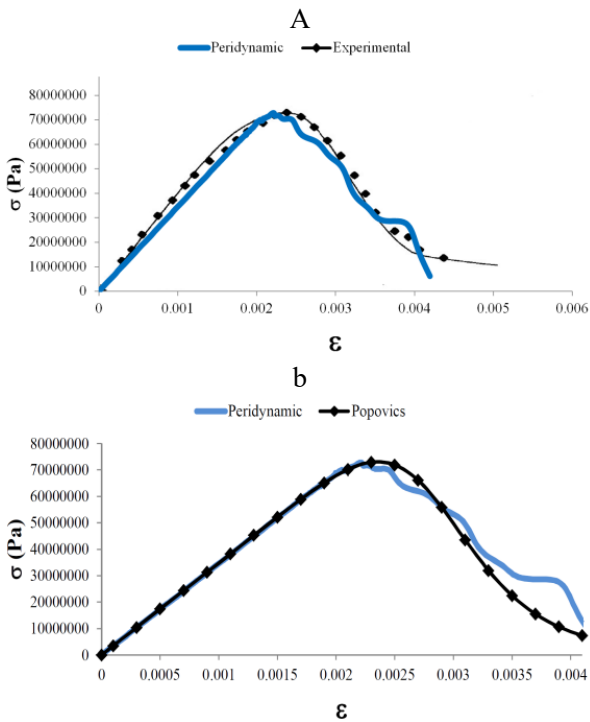 A
Peridynamic Experimental
80000000
70000000
60000000
50000000
40000000
30000000
20000000
10000000
0
σ (Pa)
0 0.001 0.002 0.003 0.004 0.005 0.006
ε
b
Peridynamic Popovics
80000000
70000000
60000000
50000000
40000000
30000000
20000000
10000000
0
σ (Pa)
0 0.0005 0.001 0.0015 0.002 0.0025 0.003 0.0035 0.004
ε